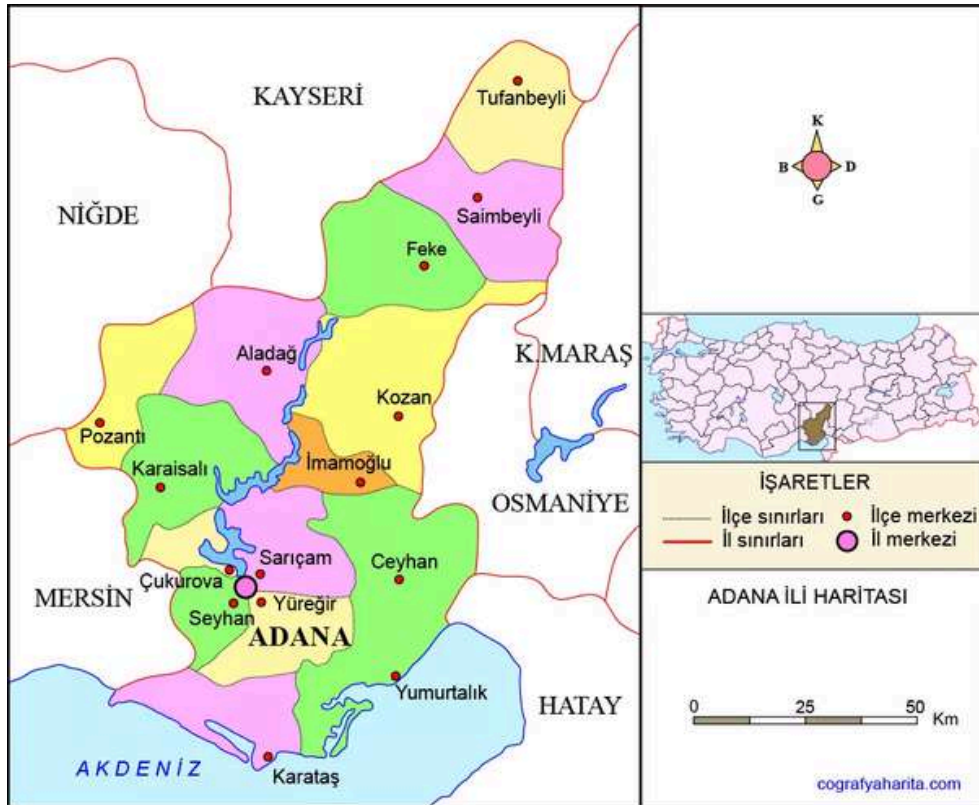 KAYSERİ
Tufanbeyli
NİĞDE
Saimbeyli
Feke
Aladağ
K.MARAŞ
Kozan
Pozantı
Karaisalı
İmamoğlu
OSMANİYE
Sarıçam
Ceyhan
Çukurova
MERSİN
Seyhan
Yüreğir
ADANA
Yumurtalık
HATAY
AKDENİZ
Karataş
K
B
D
G
İŞARETLER
İlçe sınırları
İlçe merkezi
İl sınırları
İl merkezi
ADANA İLİ HARİTASI
0 25 50
Km
cografyaharita.com